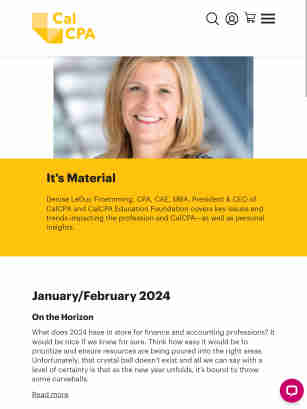 Cal
CPA
It's Material
Denise LeDuc Froemming, CPA, CAE, MBA, President & CEO of
CalCPA and CalCPA Education Foundation covers key issues and
trends impacting the profession and CalCPA—as well as personal
insights.
January/February 2024
On the Horizon
What does 2024 have in store for finance and accounting professions? It
would be nice if we knew for sure. Think how easy it would be to
prioritize and ensure resources are being poured into the right areas.
Unfortunately, that crystal ball doesn't exist and all we can say with a
level of certainty is that as the new year unfolds, it's bound to throw
some curveballs.
Read more